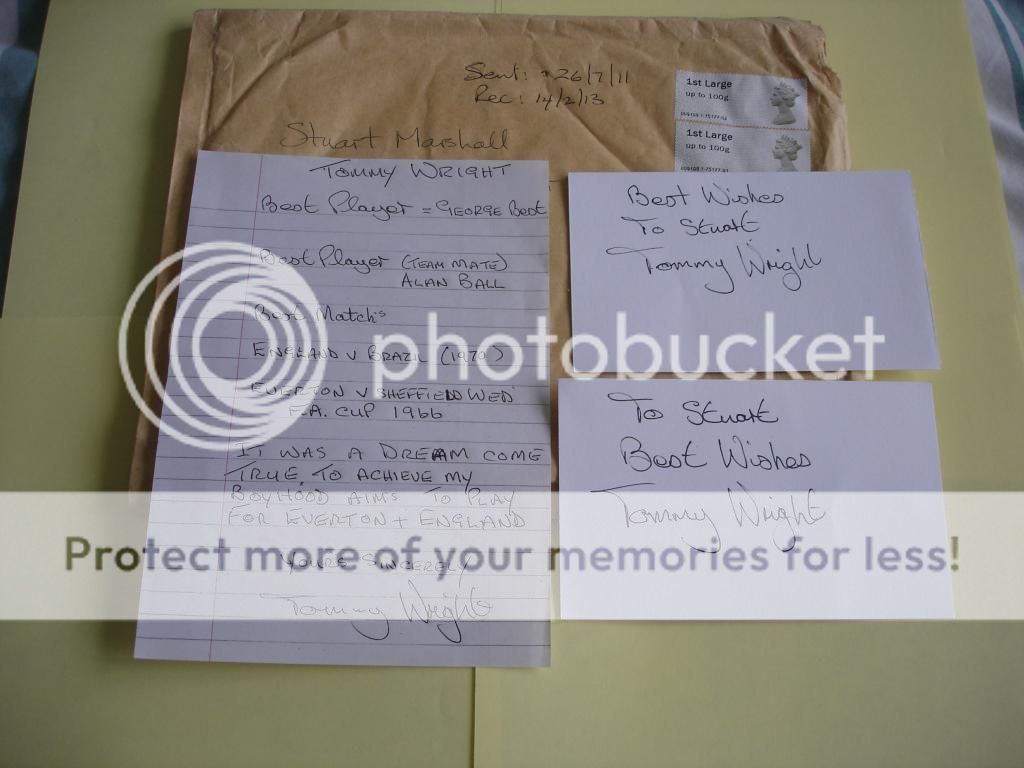 Sent: 26/7/11
Rec: 14/2/13
1st Large
up to 100g
1st Large
up to 100g
Stuart Marshall
TOMMY WRIGHT
Best Player = GEORGE BEST
Best Player (TEAM MATE)
ALAN BALL
Best Match's
ENGLAND V BRAZIL (1970)
EVERTON V SHEFFIELD WED
F.A. CUP 1966
IT WAS A DREAM COME
TRUE, TO ACHIEVE MY
BOYHOOD AIMS TO PLAY
FOR EVERTON + ENGLAND
YOURS SINCERELY
Tommy Wright
Best Wishes
To Stuart
Tommy Wright
To Stuart
Best Wishes
Tommy Wright
photobucket
Protect more of your memories for less!